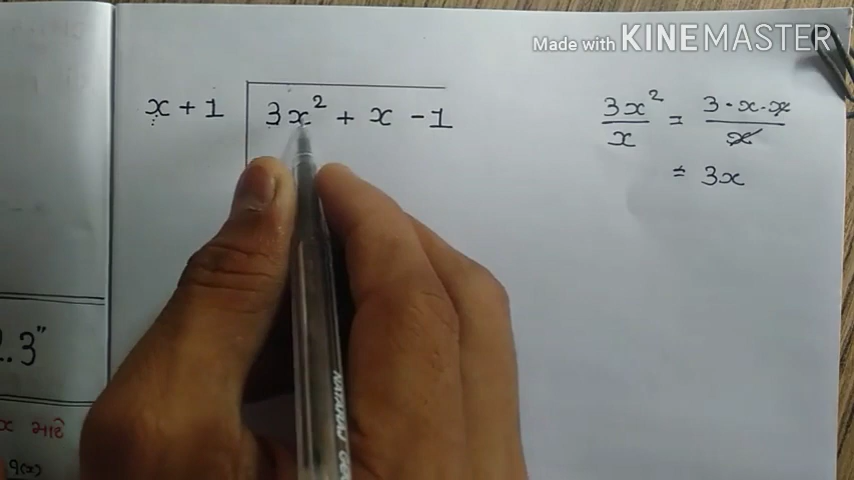 Made with KINEMASTER
x + 1 3x² + x - 1
3x²/x = 3·x·x/x
= 3x
.3"
x માટે
q(x)